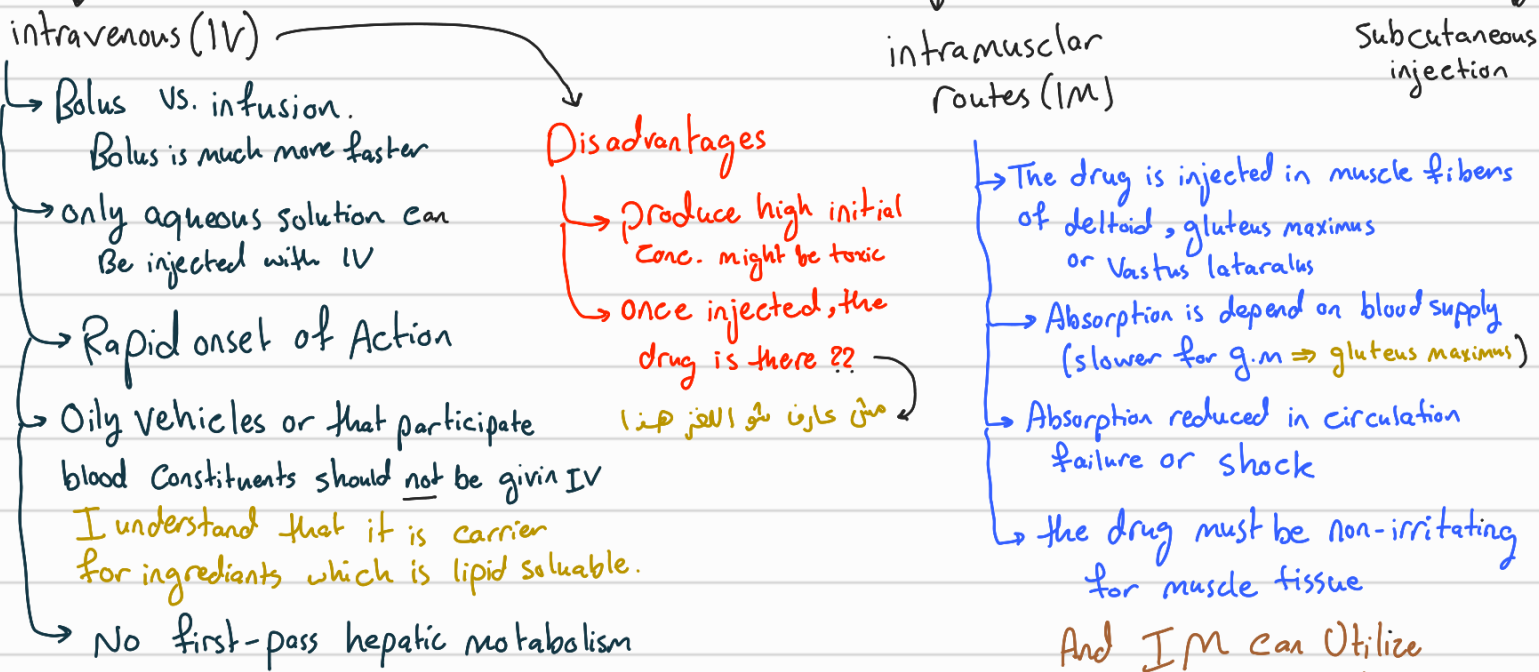 intravenous (IV)
Bolus vs. infusion.
Bolus is much more faster
only aqueous solution can
Be injected with IV
Rapid onset of Action
Oily vehicles or that participate
blood Constituents should not be givin IV
I understand that it is carrier
for ingrediants which is lipid soluable.
No first-pass hepatic motabolism
Disadvantages
produce high initial
Conc. might be toxic
once injected, the
drug is there ??
مش عارف شو اللغز هذا
intramusclar
routes (IM)
The drug is injected in muscle fibers
of deltoid, gluteus maximus
or Vastus lataralus
Absorption is depend on blood supply
(slower for g.m ⇒ gluteus maximus)
Absorption reduced in circulation
failure or shock
the drug must be non-irritating
for muscle tissue
And IM can Utilize
Subcutaneous
injection